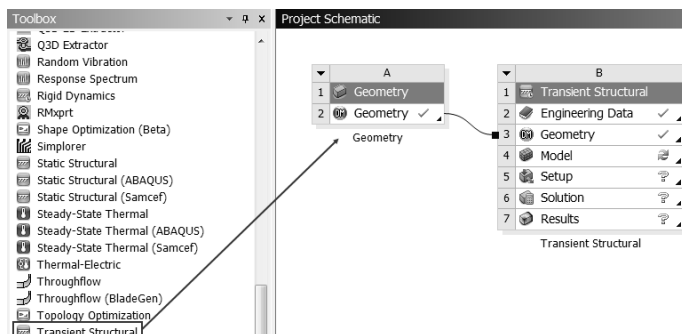 Toolbox
Q3D Extractor
Random Vibration
Response Spectrum
Rigid Dynamics
RMxprt
Shape Optimization (Beta)
Simplorer
Static Structural
Static Structural (ABAQUS)
Static Structural (Samcef)
Steady-State Thermal
Steady-State Thermal (ABAQUS)
Steady-State Thermal (Samcef)
Thermal-Electric
Throughflow
Throughflow (BladeGen)
Topology Optimization
Transient Structural
Project Schematic
A
1 Geometry
2 Geometry
Geometry
B
1 Transient Structural
2 Engineering Data
3 Geometry
4 Model
5 Setup
6 Solution
7 Results
Transient Structural